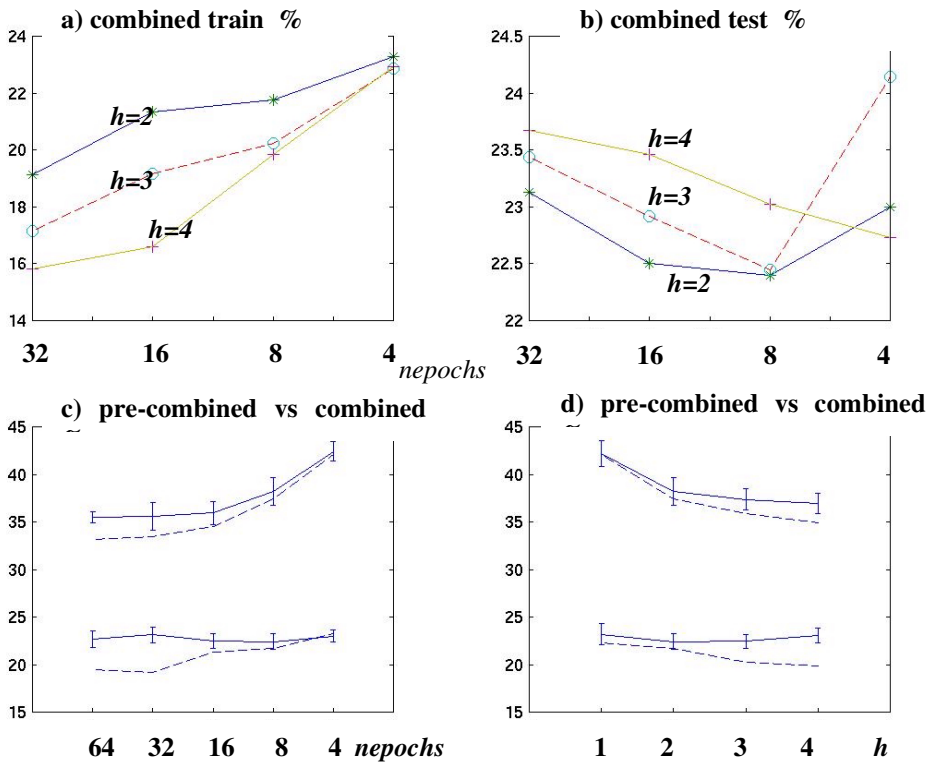 a) combined train %
24
22
20
18
16
14
h=2
h=3
h=4
32 16 8 4
nepochs
b) combined test %
24.5
24
23.5
23
22.5
22
h=4
h=3
h=2
32 16 8 4
c) pre-combined vs combined
45
40
35
30
25
20
15
64 32 16 8 4 nepochs
d) pre-combined vs combined
45
40
35
30
25
20
15
1 2 3 4 h